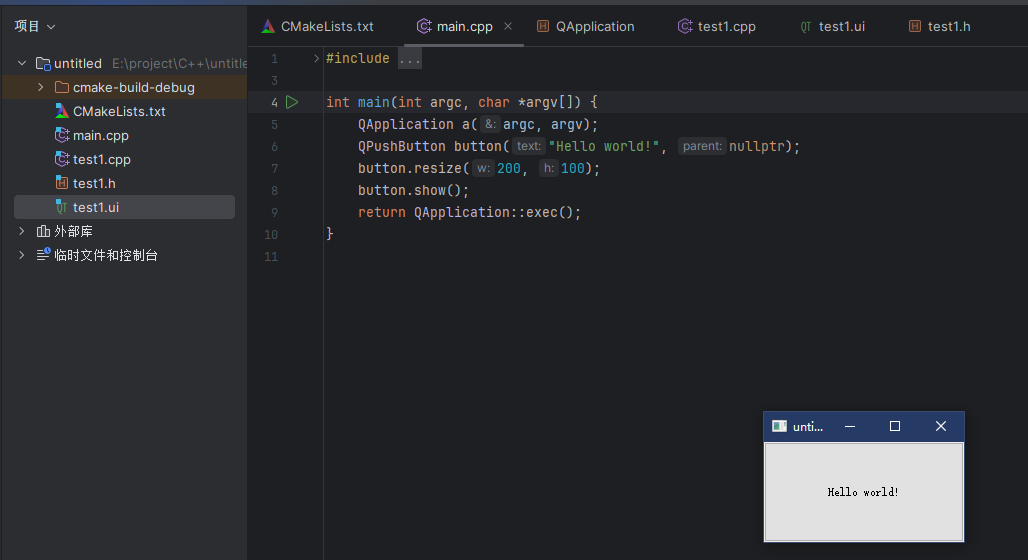 项目
CMakeLists.txt
main.cpp
QApplication
test1.cpp
test1.ui
test1.h
untitled E:\project\C++\untitle
cmake-build-debug
CMakeLists.txt
main.cpp
test1.cpp
test1.h
test1.ui
外部库
临时文件和控制台
1 #include ...
3
4 int main(int argc, char *argv[]) {
5 QApplication a( &: argc, argv);
6 QPushButton button( text: "Hello world!", parent: nullptr);
7 button.resize( w: 200, h: 100);
8 button.show();
9 return QApplication::exec();
10 }
11
unti...
Hello world!